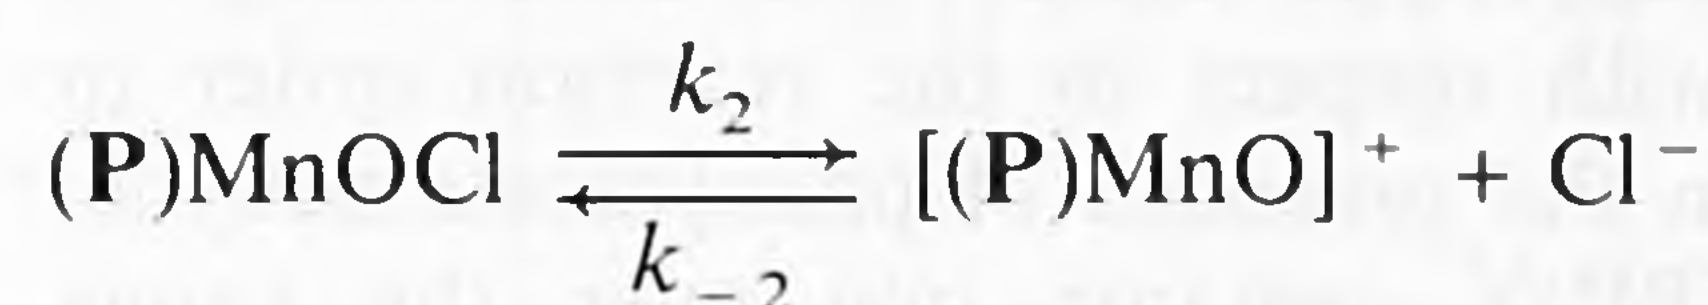 k₂
(P)MnOCl ⇌ [(P)MnO]⁺ + Cl⁻
k₋₂